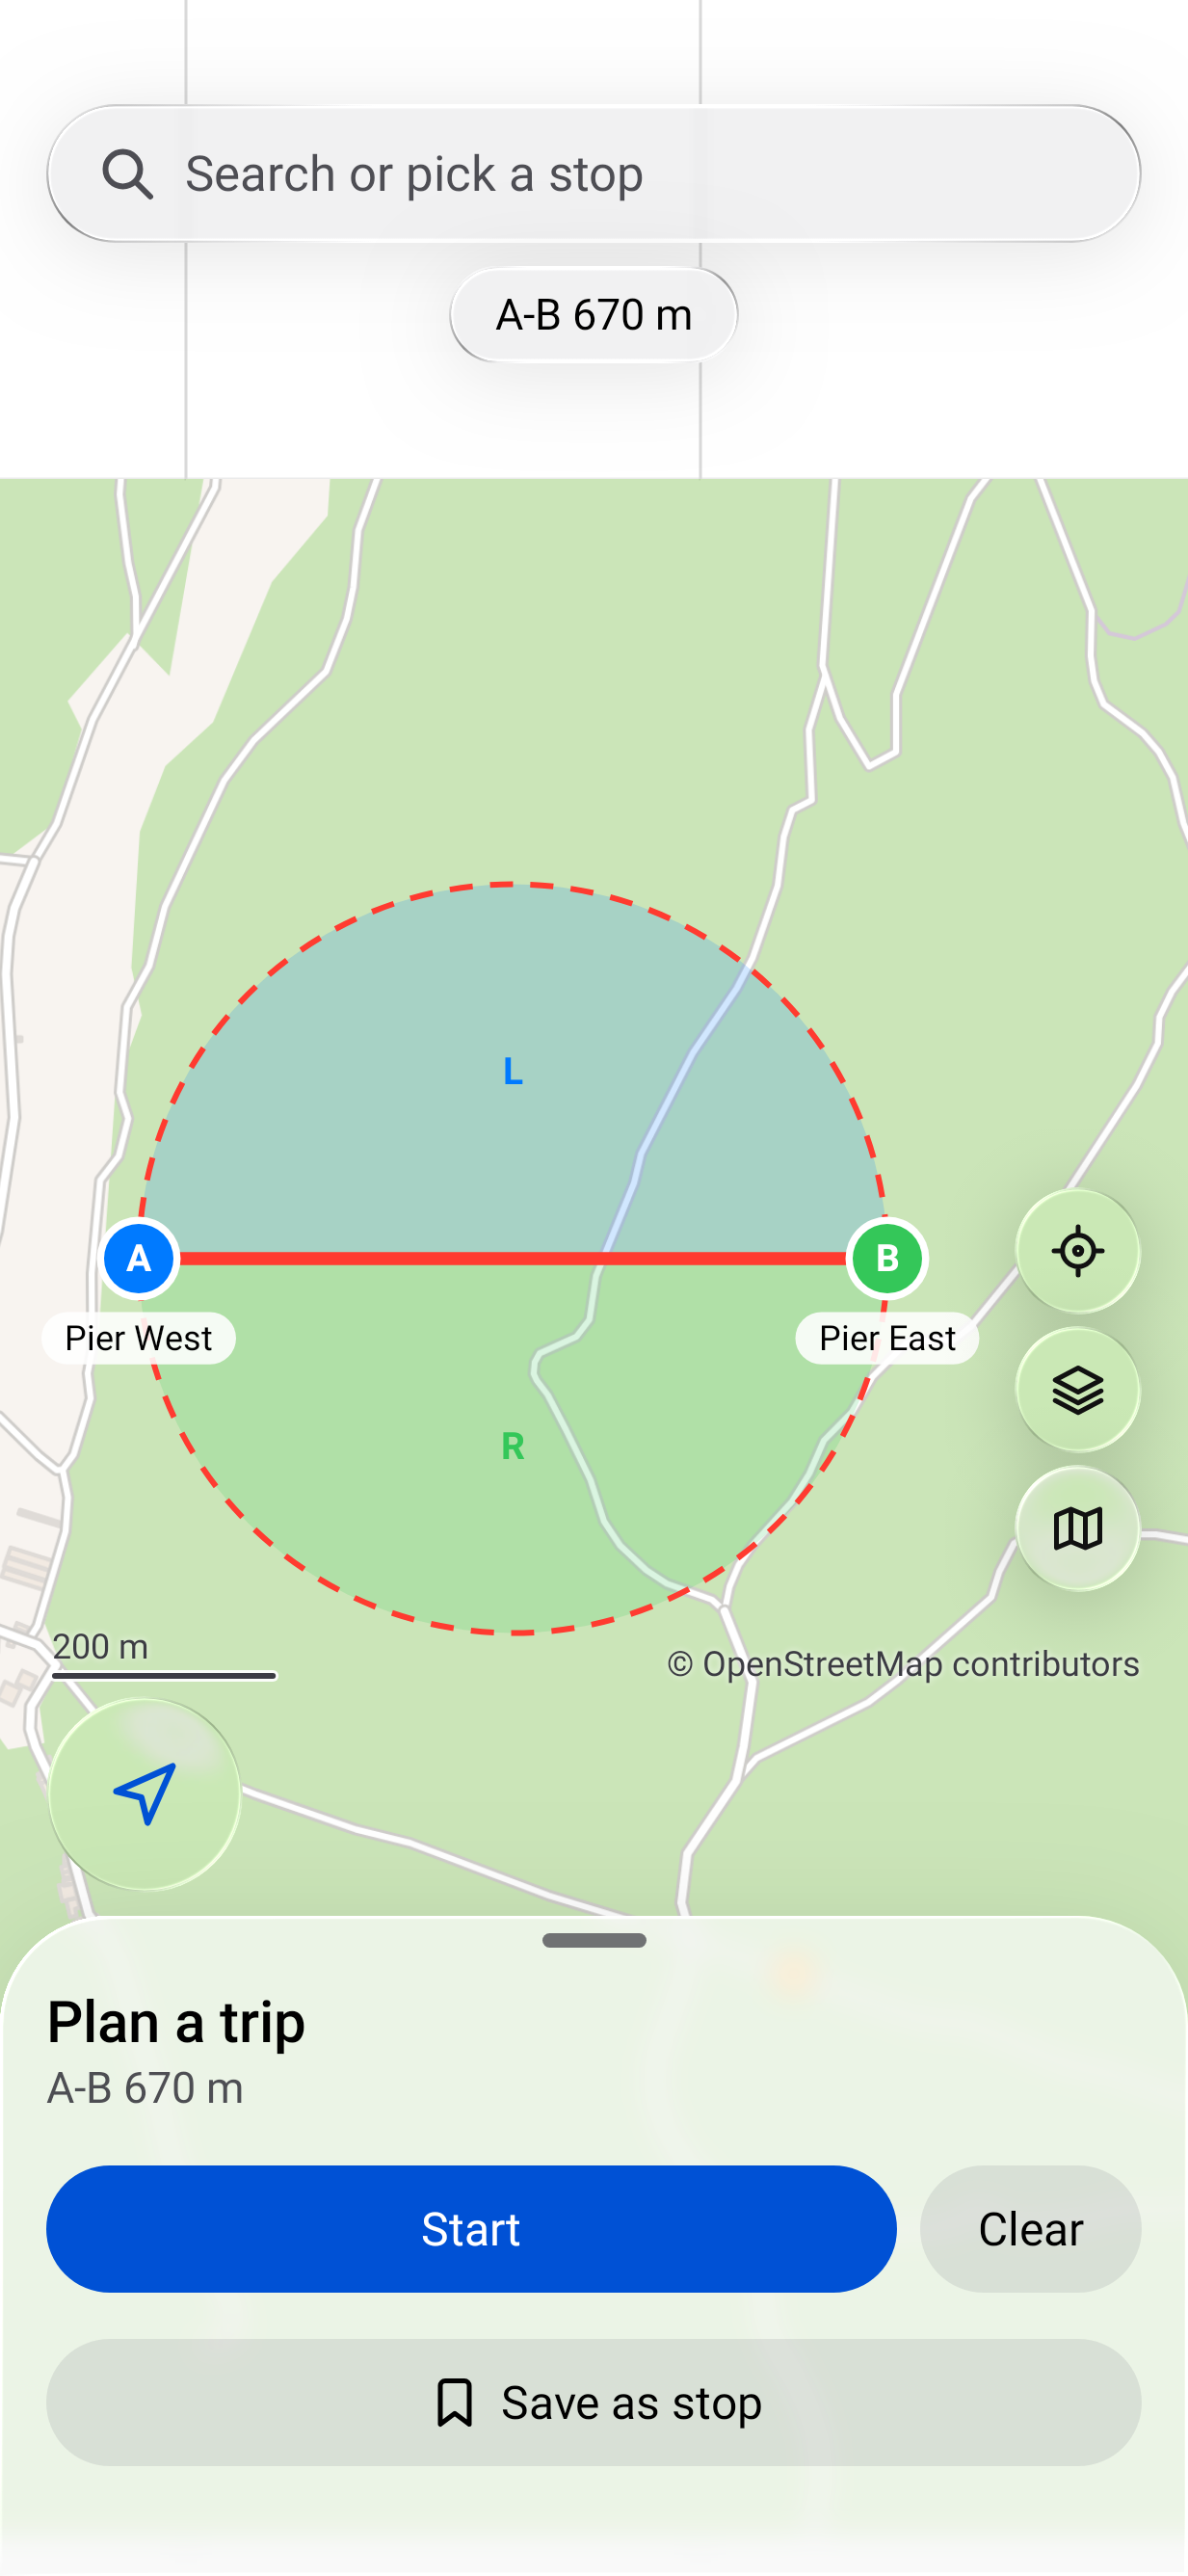 Search or pick a stop
A-B 670 m
L
A
B
Pier West
Pier East
R
200 m
© OpenStreetMap contributors
Plan a trip
A-B 670 m
Start
Clear
Save as stop